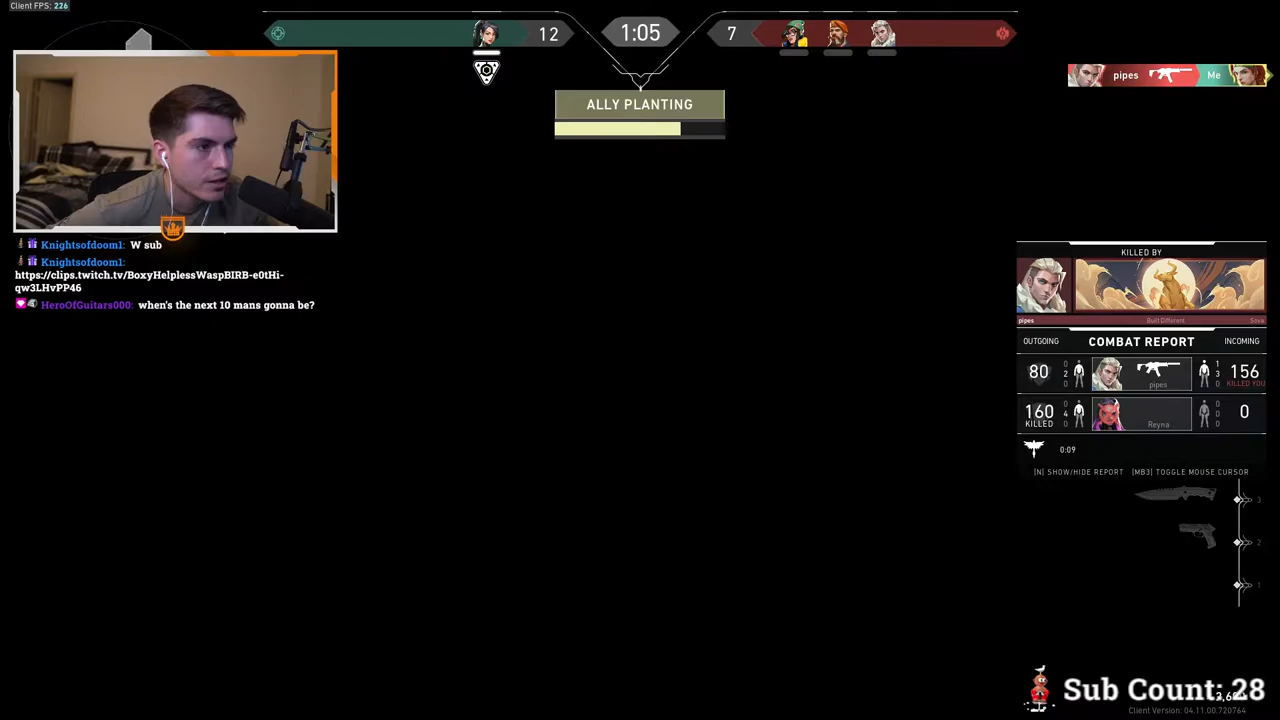 Client FPS: 226
12
1:05
7
ALLY PLANTING
pipes
Me
Knightsofdoom1: W sub
Knightsofdoom1:
https://clips.twitch.tv/BoxyHelplessWaspBIRB-e0tHi-
qw3LHvPP46
HeroOfGuitars000: when's the next 10 mans gonna be?
KILLED BY
pipes
Built Different
Sova
OUTGOING
COMBAT REPORT
INCOMING
80
0
2
0
pipes
1
3
0
156
KILLED YOU
160
KILLED
0
4
0
Reyna
0
0
0
0
0:09
[N] SHOW/HIDE REPORT [MB3] TOGGLE MOUSE CURSOR
3
2
1
Sub Count: 28
Client Version: 04.11.00.720764